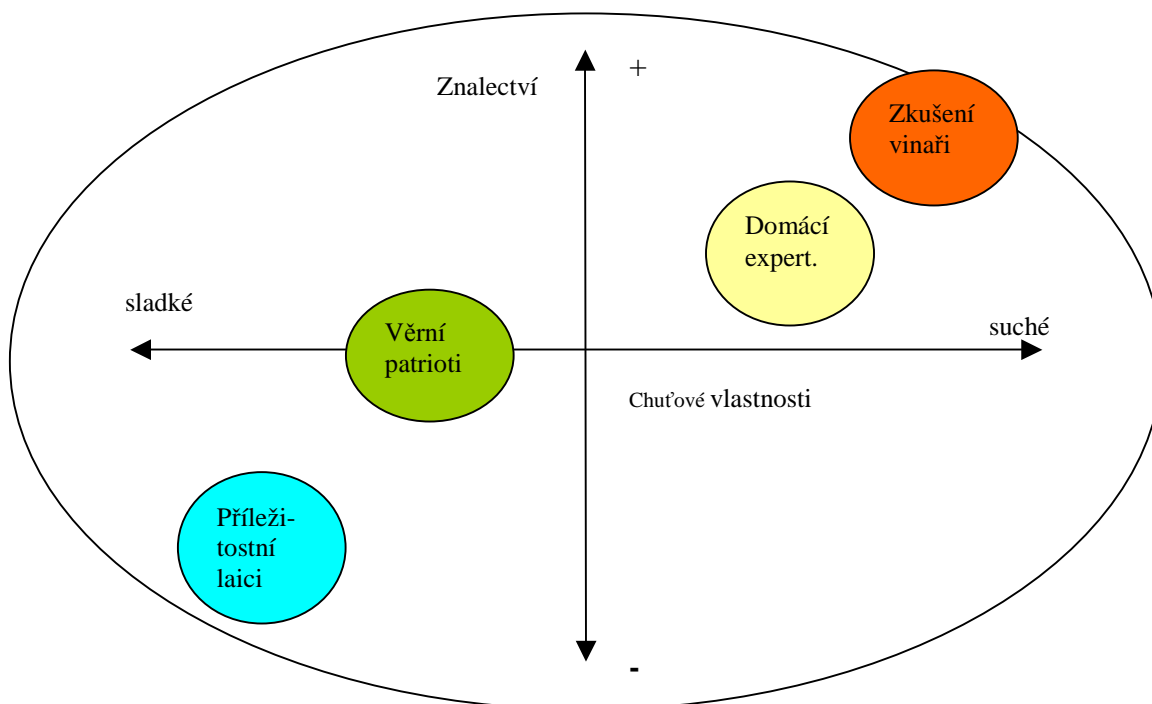 +
Znalectví
Zkušení
vinaři
Domácí
expert.
sladké
suché
Věrní
patrioti
Chuťové vlastnosti
Příleži-
tostní
laici
-